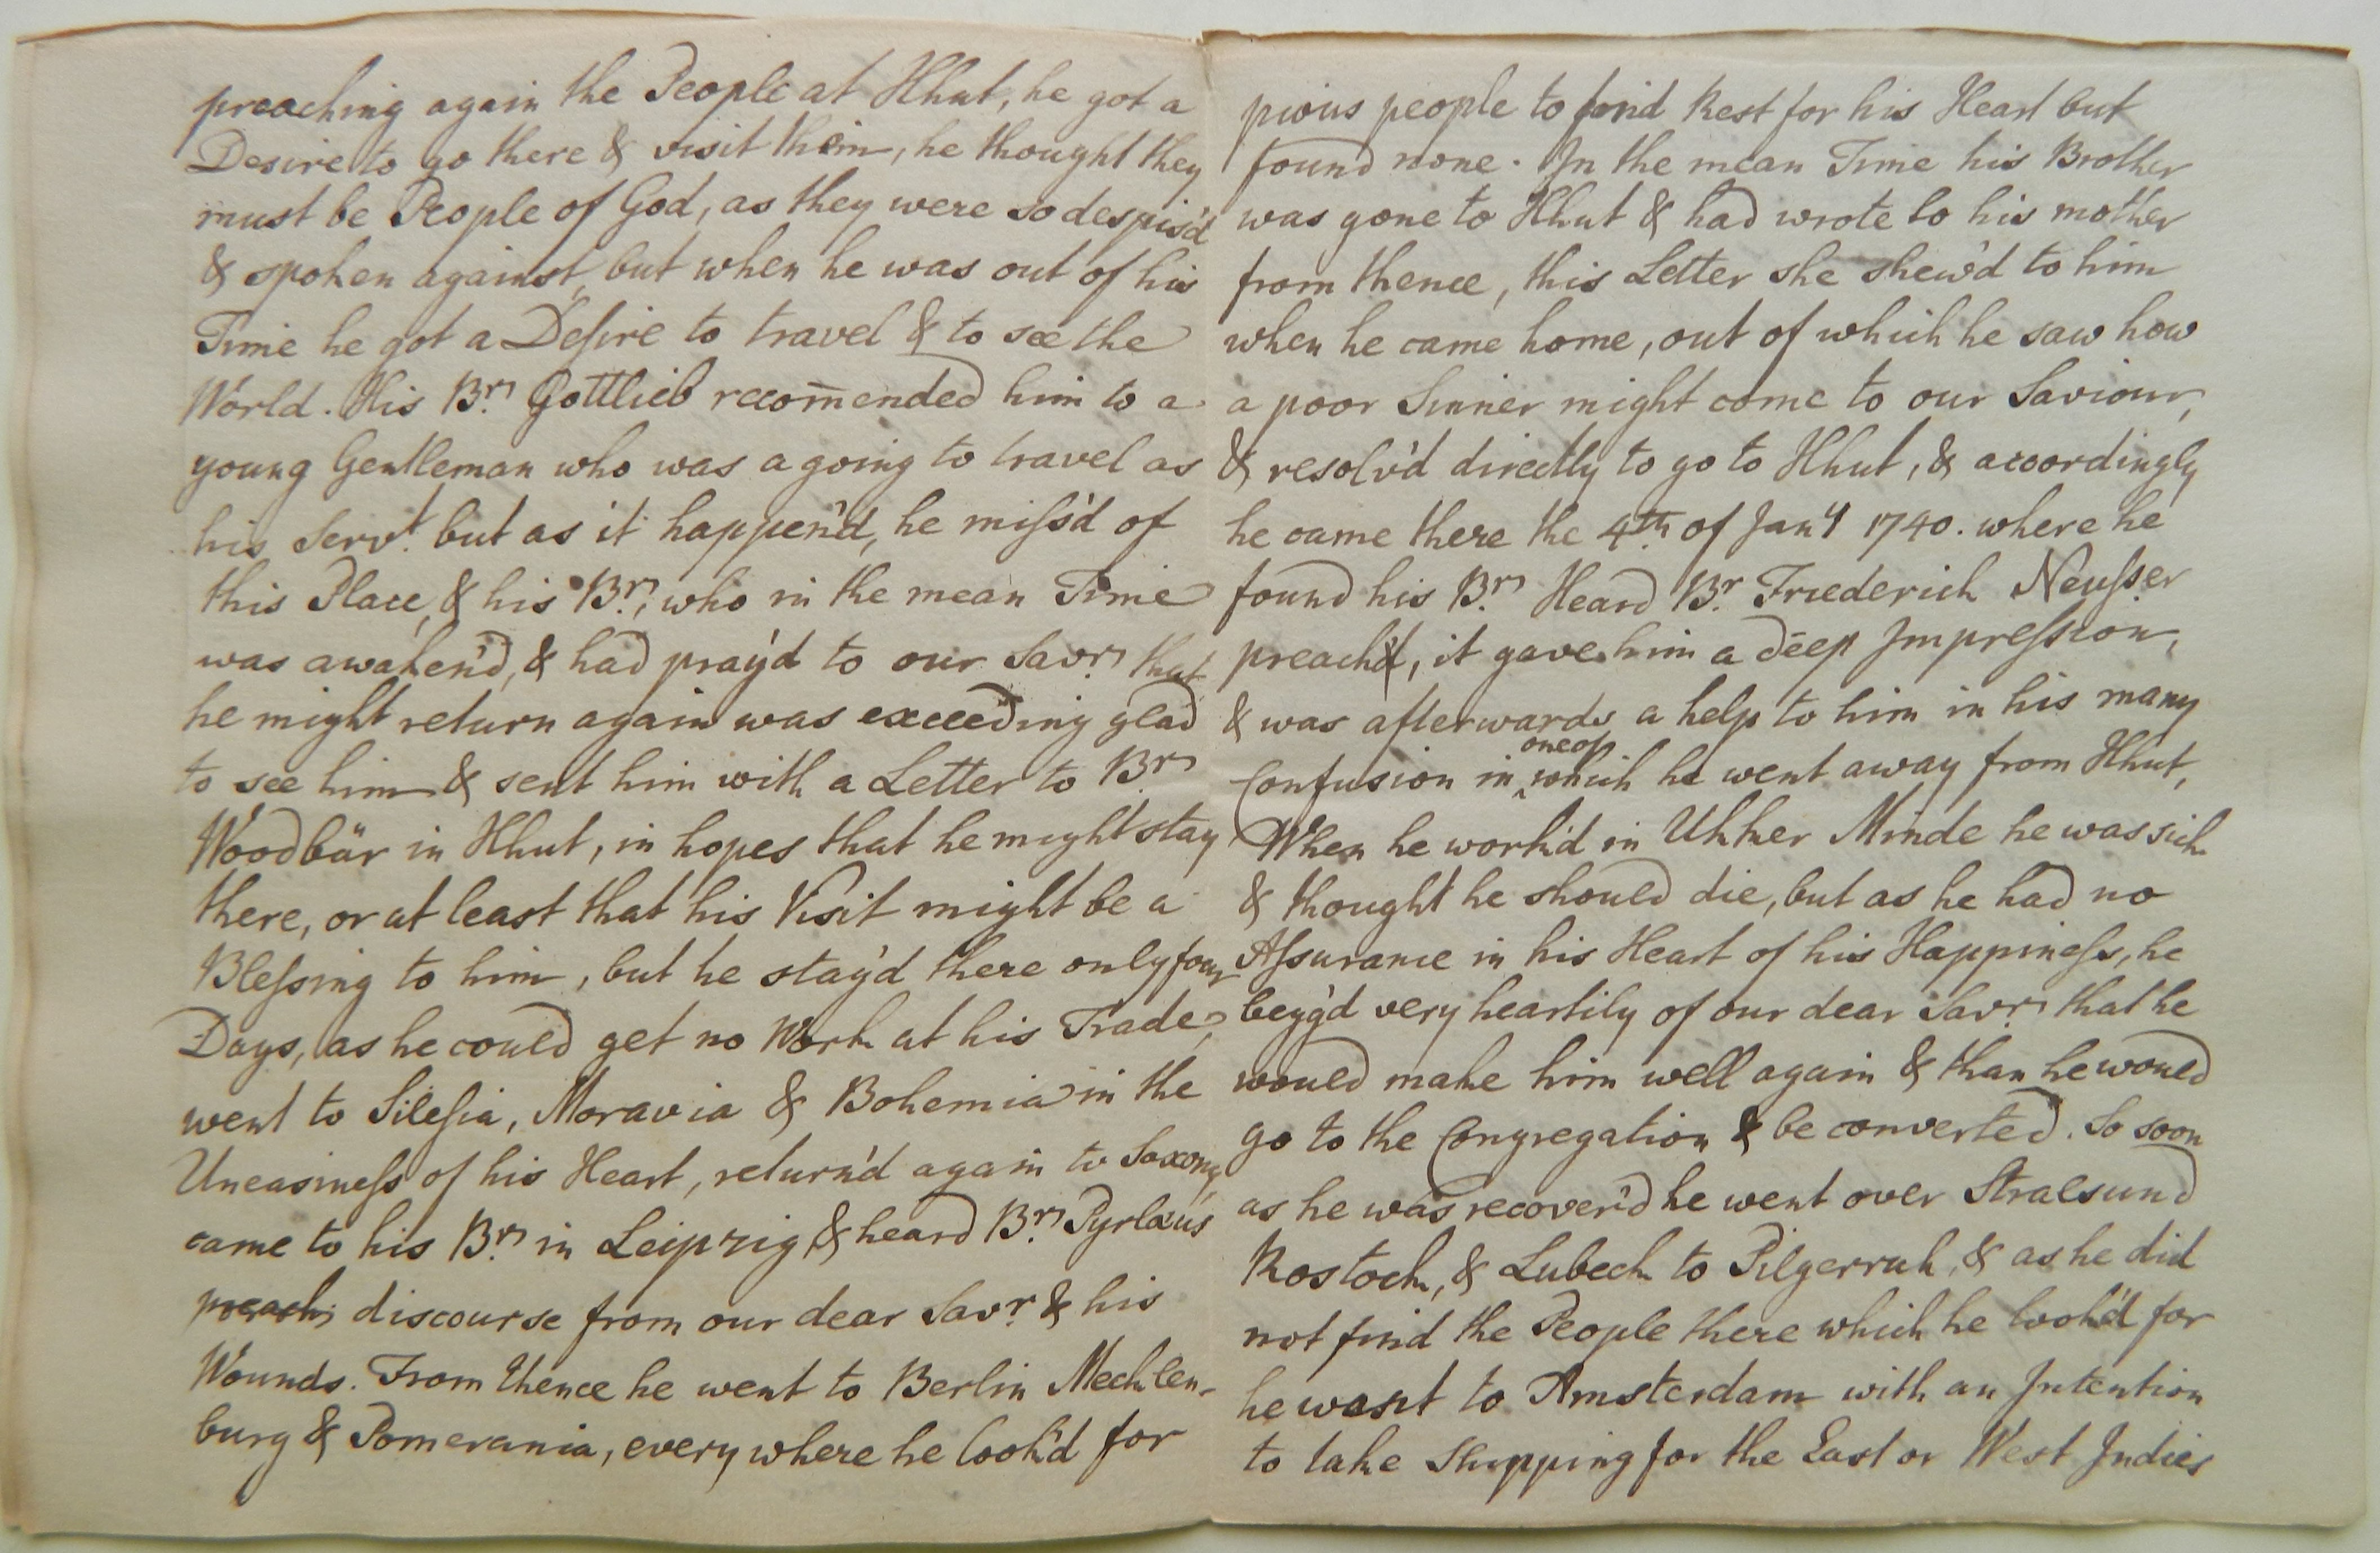 preaching again the People at Hhut, he got a
Desire to go there & visit them, he thought they
must be People of God, as they were so despis'd
& spoken against, but when he was out of his
Time he got a Desire to travel & to see the
World. His Br. Gottlieb recom̄ended him to a
young Gentleman who was a going to travel as
his Servt. but as it happen'd, he miss'd of
this Place, & his Br., who in the mean Time
was awaken'd, & had pray'd to our Savr. that
he might return again was exceeding glad
to see him & sent him with a Letter to Br.
Woodbär in Hhut, in hopes that he might stay
there, or at least that his Visit might be a
Blessing to him, but he stay'd there only four
Days, as he could get no Work at his Trade,
went to Silesia, Moravia & Bohemia in the
Uneasiness of his Heart, return'd again to Saxony,
came to his Br. in Leipzig & heard Br. Pyrlæus
preach discourse from our dear Savr. & his
Wounds. From thence he went to Berlin Mechlen-
burg & Pomerania, every where he look'd for
pious people to find Rest for his Heart but
found none. In the mean Time his Brother
was gone to Hhut & had wrote to his mother
from thence, this Letter she shew'd to him
when he came home, out of which he saw how
a poor Sinner might come to our Saviour,
& resolv'd directly to go to Hhut, & accordingly
he came there the 4th. of Jany 1740. where he
found his Br. Heard Br. Friederich Neusser
preach'd, it gave him a deep Impression,
& was afterwards a help to him in his many
Confusion in one of which he went away from Hhut,
When he work'd in Ukker Minde he was sick
& thought he should die, but as he had no
Assurance in his Heart of his Happiness, he
begg'd very heartily of our dear Savr. that he
would make him well again & than he would
go to the Congregation & be converted. So soon
as he was recover'd he went over Stralsund
Rostock, & Lubeck to Pilgerruh, & as he did
not find the People there which he look'd for
he went to Amsterdam with an Intention
to take Shipping for the East or West Indies